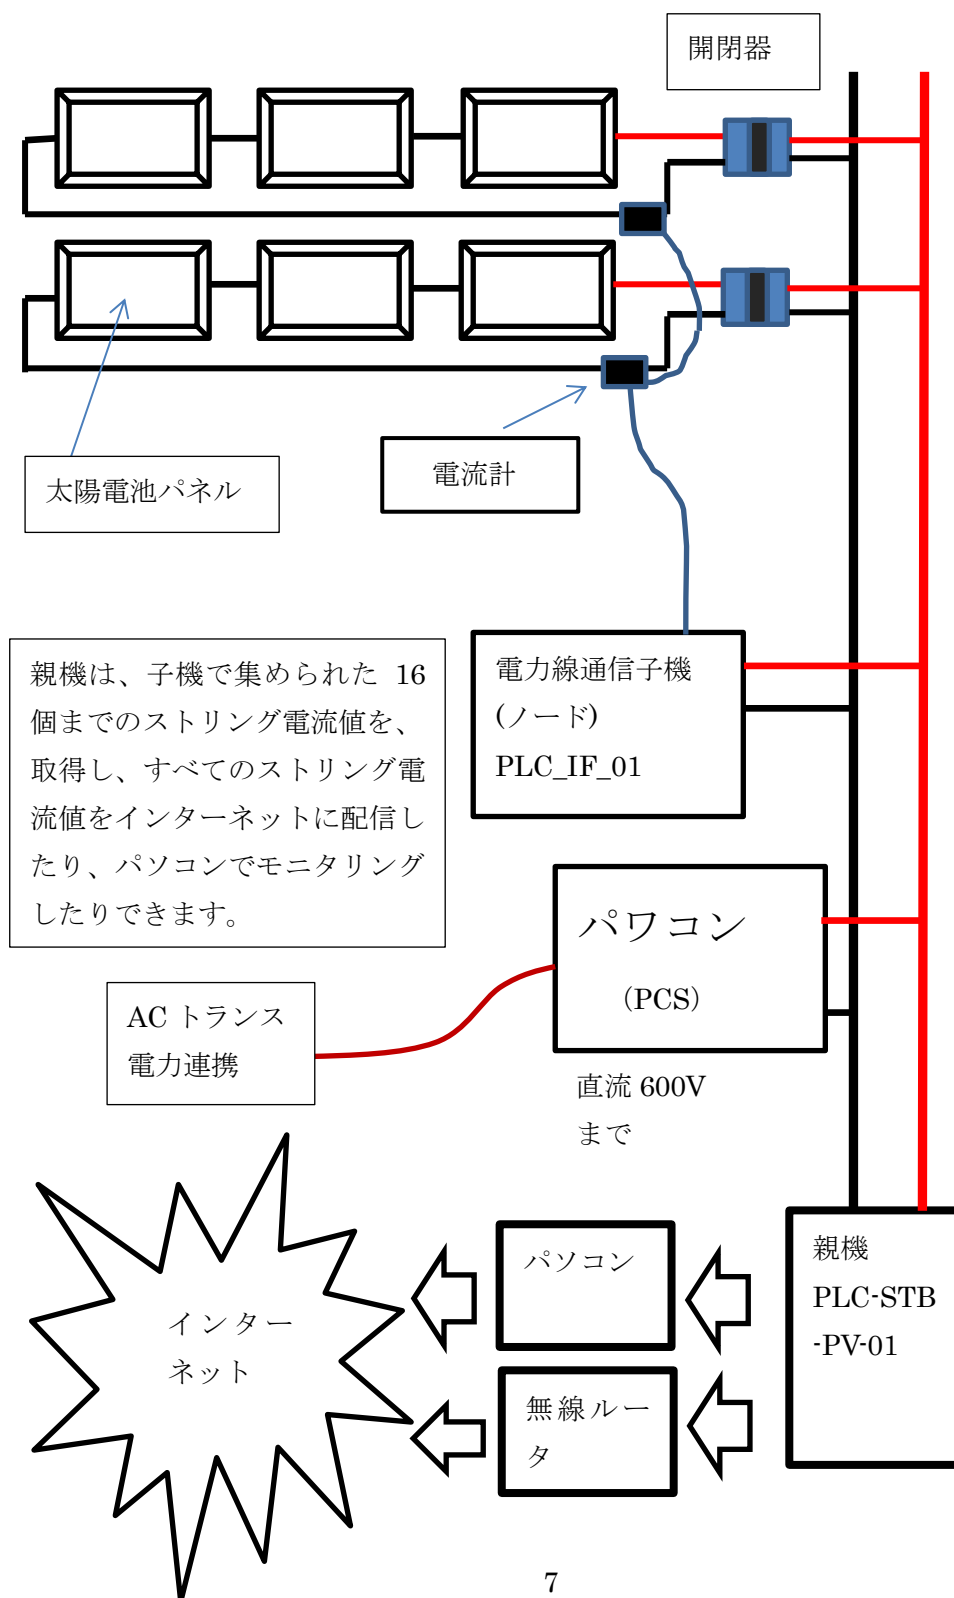 開閉器
太陽電池パネル
電流計
親機は、子機で集められた 16
個までのストリング電流値を、
取得し、すべてのストリング電
流値をインターネットに配信し
たり、パソコンでモニタリング
したりできます。
電力線通信子機
(ノード)
PLC_IF_01
パワコン
（PCS）
AC トランス
電力連携
直流 600V
まで
パソコン
親機
PLC-STB
-PV-01
インター
ネット
無線ルー
タ
7